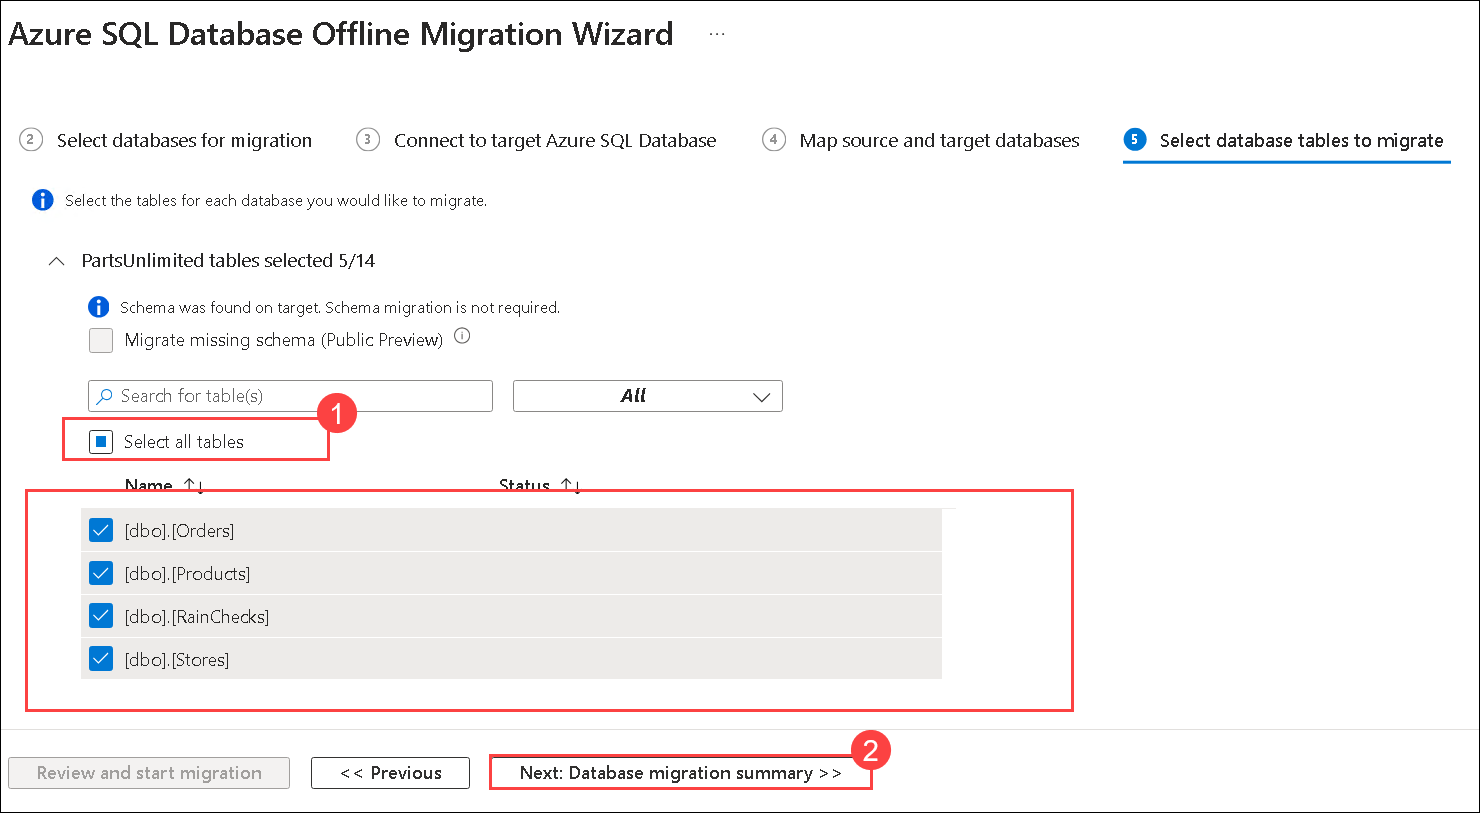 Azure SQL Database Offline Migration Wizard ...
2 Select databases for migration 3 Connect to target Azure SQL Database 4 Map source and target databases 5 Select database tables to migrate
Select the tables for each database you would like to migrate.
PartsUnlimited tables selected 5/14
Schema was found on target. Schema migration is not required.
Migrate missing schema (Public Preview)
Search for table(s) All
1
Select all tables
Name ↑↓ Status ↑↓
[dbo].[Orders]
[dbo].[Products]
[dbo].[RainChecks]
[dbo].[Stores]
2
Review and start migration << Previous Next: Database migration summary >>